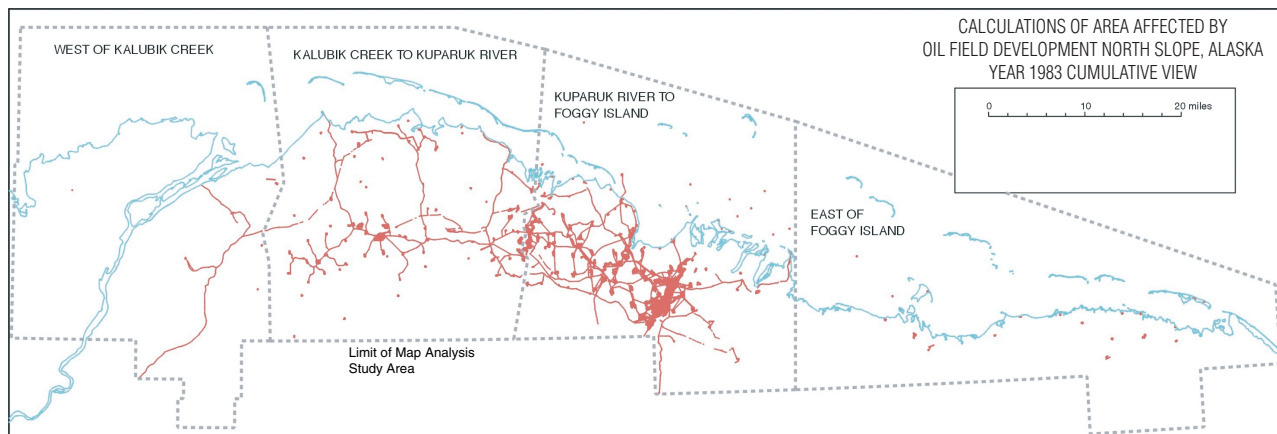 CALCULATIONS OF AREA AFFECTED BY
OIL FIELD DEVELOPMENT NORTH SLOPE, ALASKA
YEAR 1983 CUMULATIVE VIEW
0 10 20 miles
WEST OF KALUBIK CREEK
KALUBIK CREEK TO KUPARUK RIVER
KUPARUK RIVER TO
FOGGY ISLAND
EAST OF
FOGGY ISLAND
Limit of Map Analysis
Study Area